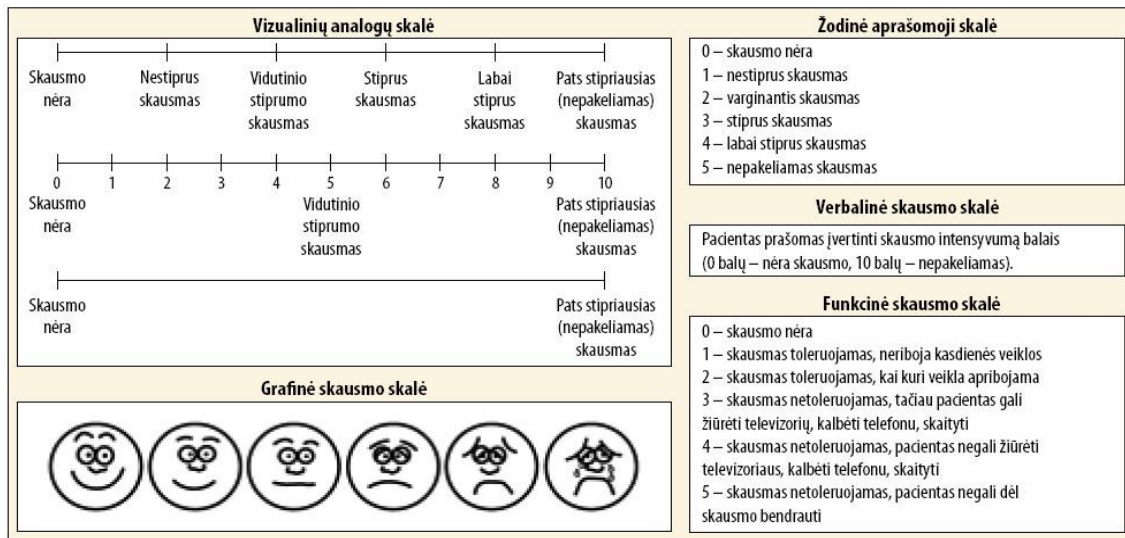 Vizualinių analogų skalė
Skausmo nėra
Nestiprus skausmas
Vidutinio stiprumo skausmas
Stiprus skausmas
Labai stiprus skausmas
Pats stipriausias (nepakeliamas) skausmas
0 1 2 3 4 5 6 7 8 9 10
Skausmo nėra
Vidutinio stiprumo skausmas
Pats stipriausias (nepakeliamas) skausmas
Skausmo nėra
Pats stipriausias (nepakeliamas) skausmas
Grafinė skausmo skalė
Žodinė aprašomoji skalė
0 – skausmo nėra
1 – nestiprus skausmas
2 – varginantis skausmas
3 – stiprus skausmas
4 – labai stiprus skausmas
5 – nepakeliamas skausmas
Verbalinė skausmo skalė
Pacientas prašomas įvertinti skausmo intensyvumą balais
(0 balų – nėra skausmo, 10 balų – nepakeliamas).
Funkcinė skausmo skalė
0 – skausmo nėra
1 – skausmas toleruojamas, neriboja kasdienės veiklos
2 – skausmas toleruojamas, kai kuri veikla apribojama
3 – skausmas netoleruojamas, tačiau pacientas gali
žiūrėti televizorių, kalbėti telefonu, skaityti
4 – skausmas netoleruojamas, pacientas negali žiūrėti
televizoriaus, kalbėti telefonu, skaityti
5 – skausmas netoleruojamas, pacientas negali dėl
skausmo bendrauti